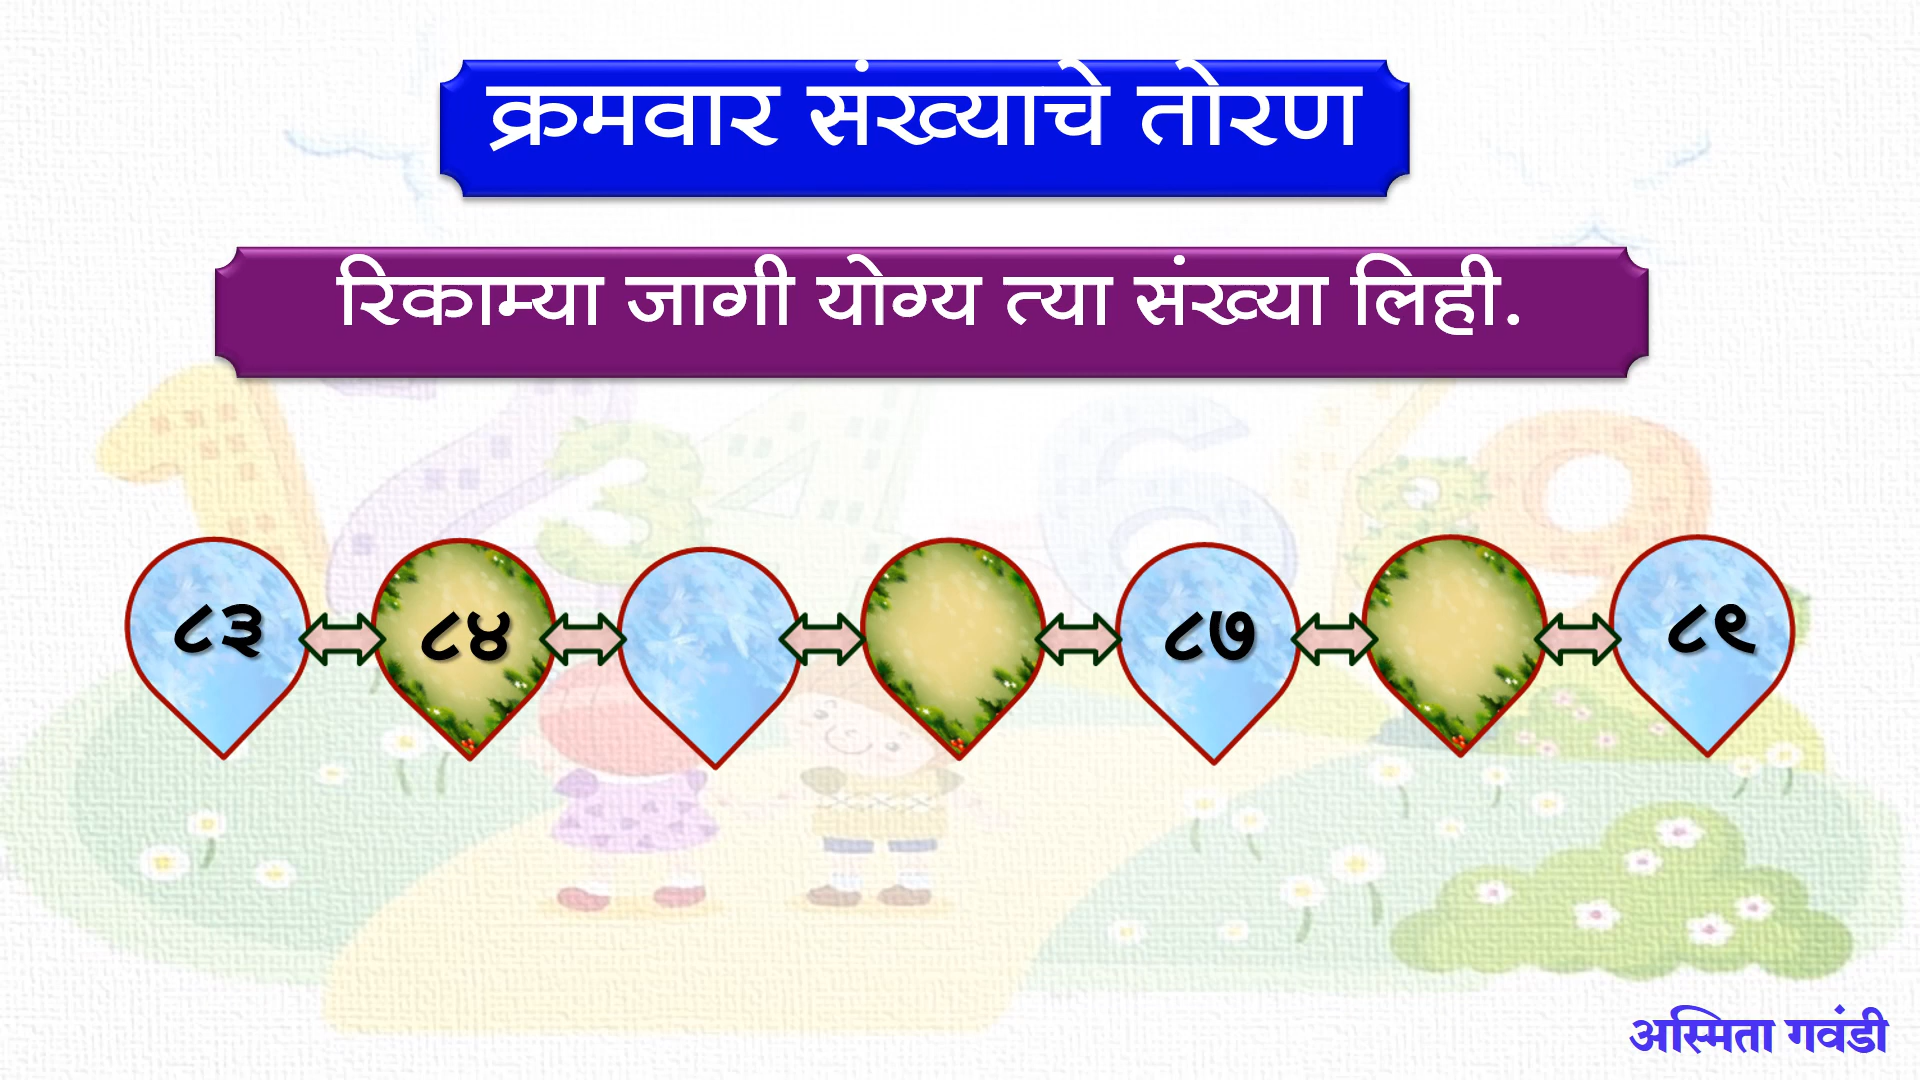 क्रमवार संख्याचे तोरण
रिकाम्या जागी योग्य त्या संख्या लिही.
८३ ८४ ८७ ८९
अस्मिता गवंडी